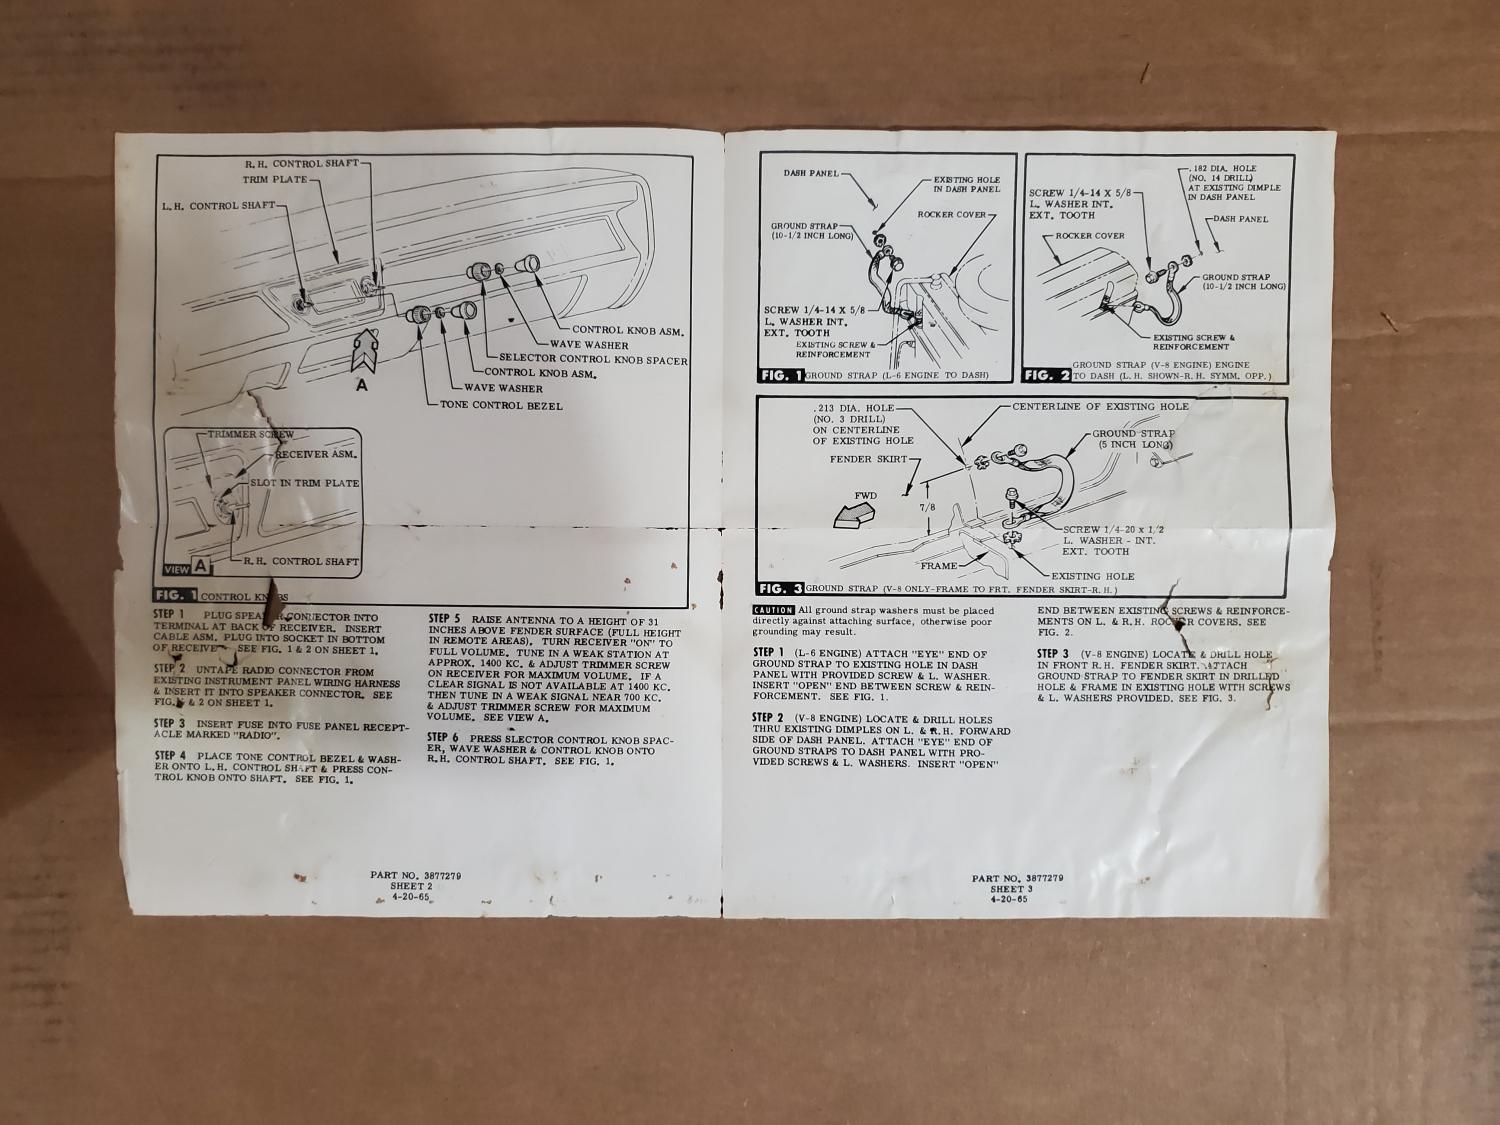 R.H. CONTROL SHAFT
TRIM PLATE
L.H. CONTROL SHAFT
CONTROL KNOB ASM.
WAVE WASHER
SELECTOR CONTROL KNOB SPACER
CONTROL KNOB ASM.
WAVE WASHER
TONE CONTROL BEZEL
A
TRIMMER SCREW
RECEIVER ASM.
SLOT IN TRIM PLATE
R.H. CONTROL SHAFT
VIEW A
FIG. 1 CONTROL KNOBS
STEP 1 PLUG SPEAKER CONNECTOR INTO
TERMINAL AT BACK OF RECEIVER. INSERT
CABLE ASM. PLUG INTO SOCKET IN BOTTOM
OF RECEIVER. SEE FIG. 1 & 2 ON SHEET 1.
STEP 2 UNTAPE RADIO CONNECTOR FROM
EXISTING INSTRUMENT PANEL WIRING HARNESS
& INSERT IT INTO SPEAKER CONNECTOR. SEE
FIG. & 2 ON SHEET 1.
STEP 3 INSERT FUSE INTO FUSE PANEL RECEPT-
ACLE MARKED "RADIO".
STEP 4 PLACE TONE CONTROL BEZEL & WASH-
ER ONTO L.H. CONTROL SHAFT & PRESS CON-
TROL KNOB ONTO SHAFT. SEE FIG. 1.
STEP 5 RAISE ANTENNA TO A HEIGHT OF 31
INCHES ABOVE FENDER SURFACE (FULL HEIGHT
IN REMOTE AREAS). TURN RECEIVER "ON" TO
FULL VOLUME. TUNE IN A WEAK STATION AT
APPROX. 1400 KC. & ADJUST TRIMMER SCREW
ON RECEIVER FOR MAXIMUM VOLUME. IF A
CLEAR SIGNAL IS NOT AVAILABLE AT 1400 KC.
THEN TUNE IN A WEAK SIGNAL NEAR 700 KC.
& ADJUST TRIMMER SCREW FOR MAXIMUM
VOLUME. SEE VIEW A.
STEP 6 PRESS SLECTOR CONTROL KNOB SPAC-
ER, WAVE WASHER & CONTROL KNOB ONTO
R.H. CONTROL SHAFT. SEE FIG. 1.
PART NO. 3877279
SHEET 2
4-20-65
DASH PANEL
EXISTING HOLE
IN DASH PANEL
ROCKER COVER
GROUND STRAP
(10-1/2 INCH LONG)
SCREW 1/4-14 X 5/8
L. WASHER INT.
EXT. TOOTH
EXISTING SCREW &
REINFORCEMENT
FIG. 1 GROUND STRAP (L-6 ENGINE TO DASH)
.182 DIA. HOLE
(NO. 14 DRILL)
AT EXISTING DIMPLE
IN DASH PANEL
SCREW 1/4-14 X 5/8
L. WASHER INT.
EXT. TOOTH
DASH PANEL
ROCKER COVER
GROUND STRAP
(10-1/2 INCH LONG)
EXISTING SCREW &
REINFORCEMENT
FIG. 2 GROUND STRAP (V-8 ENGINE) ENGINE
TO DASH (L.H. SHOWN-R.H. SYMM. OPP.)
.213 DIA. HOLE
(NO. 3 DRILL)
ON CENTERLINE
OF EXISTING HOLE
CENTERLINE OF EXISTING HOLE
GROUND STRAP
(5 INCH LONG)
FENDER SKIRT
FWD
7/8
SCREW 1/4-20 x 1/2
L. WASHER - INT.
EXT. TOOTH
FRAME
EXISTING HOLE
FIG. 3 GROUND STRAP (V-8 ONLY-FRAME TO FRT. FENDER SKIRT-R.H.)
CAUTION All ground strap washers must be placed
directly against attaching surface, otherwise poor
grounding may result.
STEP 1 (L-6 ENGINE) ATTACH "EYE" END OF
GROUND STRAP TO EXISTING HOLE IN DASH
PANEL WITH PROVIDED SCREW & L. WASHER.
INSERT "OPEN" END BETWEEN SCREW & REIN-
FORCEMENT. SEE FIG. 1.
STEP 2 (V-8 ENGINE) LOCATE & DRILL HOLES
THRU EXISTING DIMPLES ON L. & R.H. FORWARD
SIDE OF DASH PANEL. ATTACH "EYE" END OF
GROUND STRAPS TO DASH PANEL WITH PRO-
VIDED SCREWS & L. WASHERS. INSERT "OPEN"
END BETWEEN EXISTING SCREWS & REINFORCE-
MENTS ON L. & R.H. ROCKER COVERS. SEE
FIG. 2.
STEP 3 (V-8 ENGINE) LOCATE & DRILL HOLE
IN FRONT R.H. FENDER SKIRT. ATTACH
GROUND STRAP TO FENDER SKIRT IN DRILLED
HOLE & FRAME IN EXISTING HOLE WITH SCREWS
& L. WASHERS PROVIDED. SEE FIG. 3.
PART NO. 3877279
SHEET 3
4-20-65